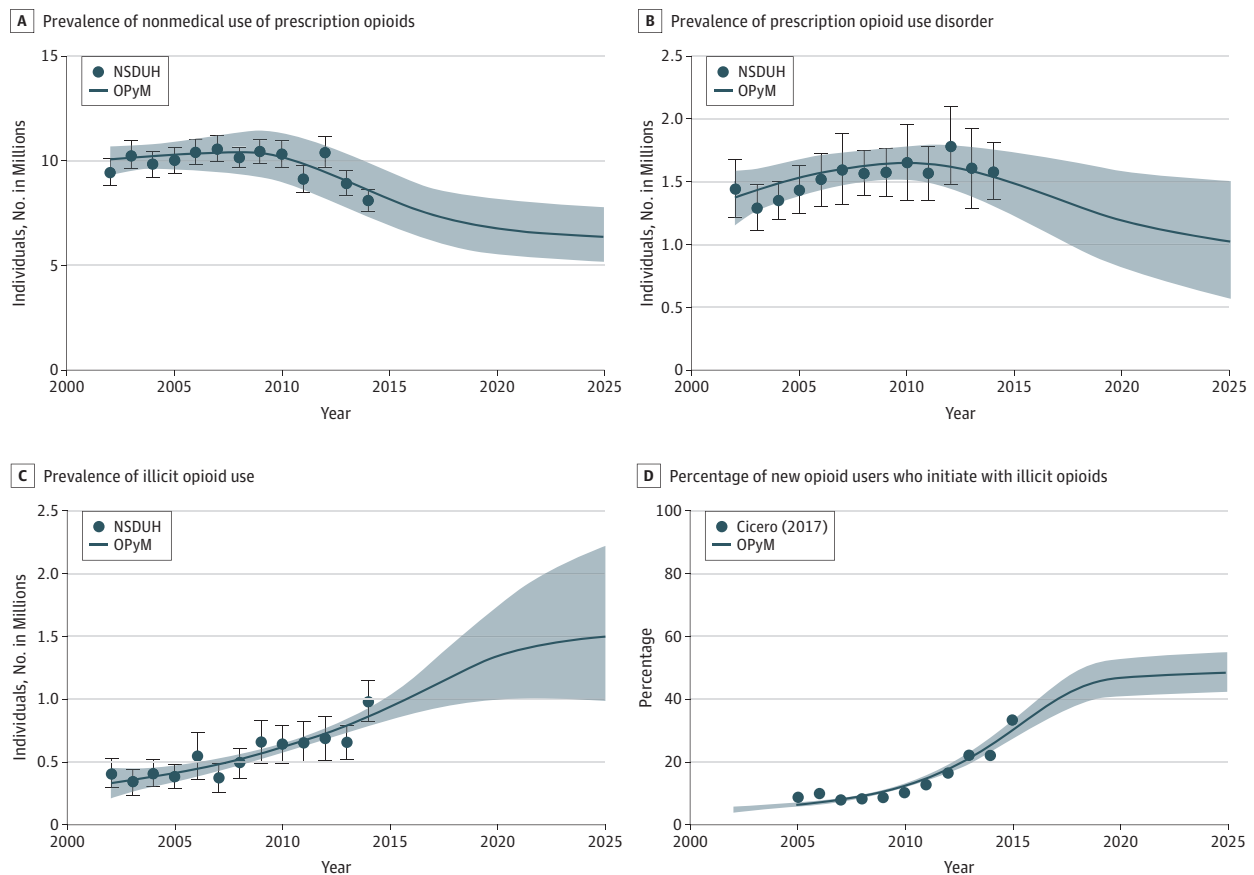 A Prevalence of nonmedical use of prescription opioids
15
10
5
0
Individuals, No. in Millions
NSDUH
OPyM
2000 2005 2010 2015 2020 2025
Year
B Prevalence of prescription opioid use disorder
2.5
2.0
1.5
1.0
0.5
0
Individuals, No. in Millions
NSDUH
OPyM
2000 2005 2010 2015 2020 2025
Year
C Prevalence of illicit opioid use
2.5
2.0
1.5
1.0
0.5
0
Individuals, No. in Millions
NSDUH
OPyM
2000 2005 2010 2015 2020 2025
Year
D Percentage of new opioid users who initiate with illicit opioids
100
80
60
40
20
0
Percentage
Cicero (2017)
OPyM
2000 2005 2010 2015 2020 2025
Year